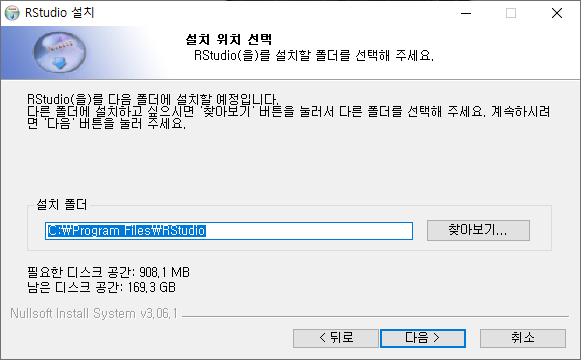 RStudio 설치
설치 위치 선택
RStudio(을)를 설치할 폴더를 선택해 주세요.
RStudio(을)를 다음 폴더에 설치할 예정입니다.
다른 폴더에 설치하고 싶으시면 '찾아보기' 버튼을 눌러서 다른 폴더를 선택해 주세요. 계속하시려
면 '다음' 버튼을 눌러 주세요.
설치 폴더
C:₩Program Files₩RStudio
찾아보기...
필요한 디스크 공간: 908.1 MB
남은 디스크 공간: 169.3 GB
Nullsoft Install System v3.06.1
< 뒤로
다음 >
취소